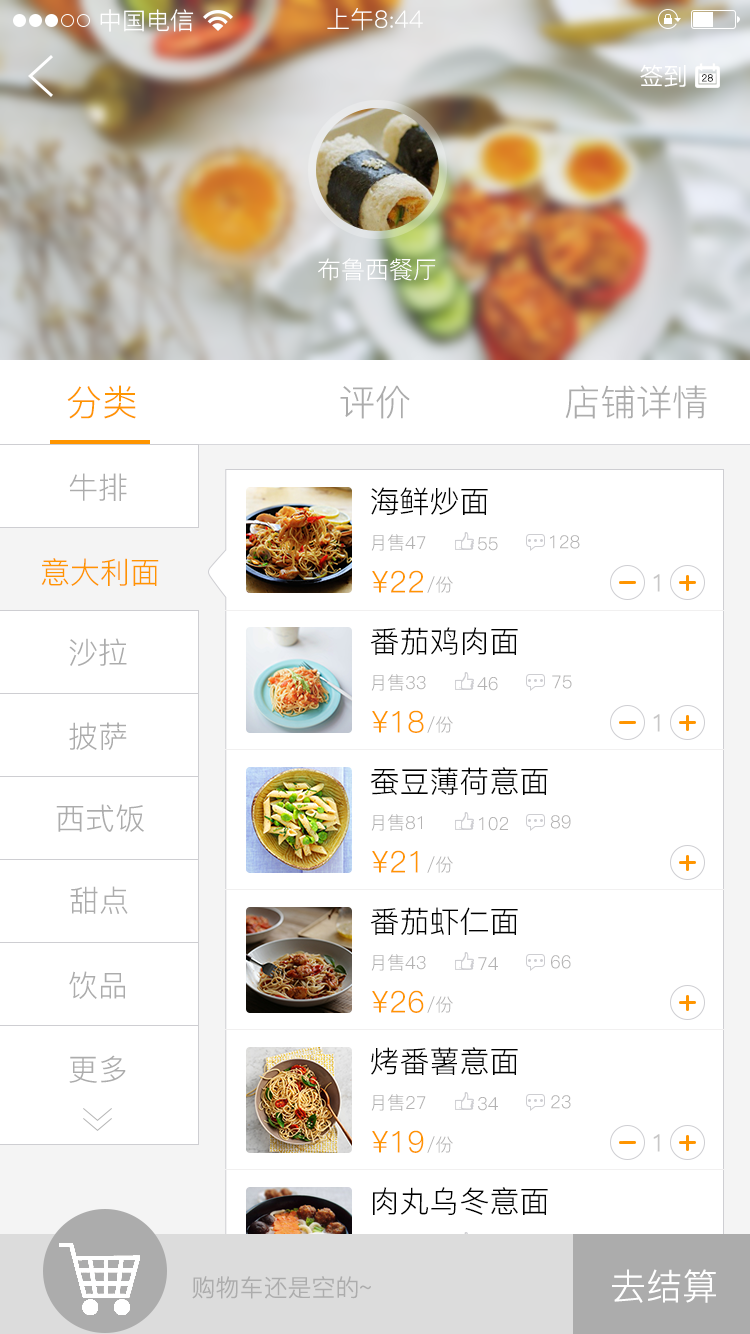 中国电信
上午8:44
签到 28
布鲁西餐厅
分类 评价 店铺详情
牛排
意大利面
沙拉
披萨
西式饭
甜点
饮品
更多
海鲜炒面
月售47 55 128
¥22/份 1
番茄鸡肉面
月售33 46 75
¥18/份 1
蚕豆薄荷意面
月售81 102 89
¥21/份
番茄虾仁面
月售43 74 66
¥26/份
烤番薯意面
月售27 34 23
¥19/份 1
肉丸乌冬意面
购物车还是空的~
去结算